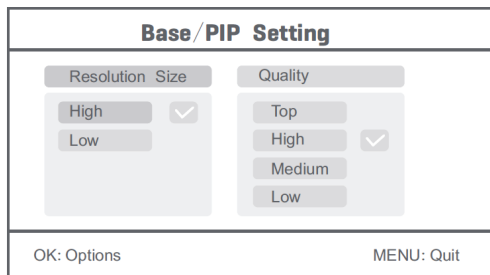 Base/PIP Setting
Resolution Size
High
Low
Quality
Top
High
Medium
Low
OK: Options
MENU: Quit